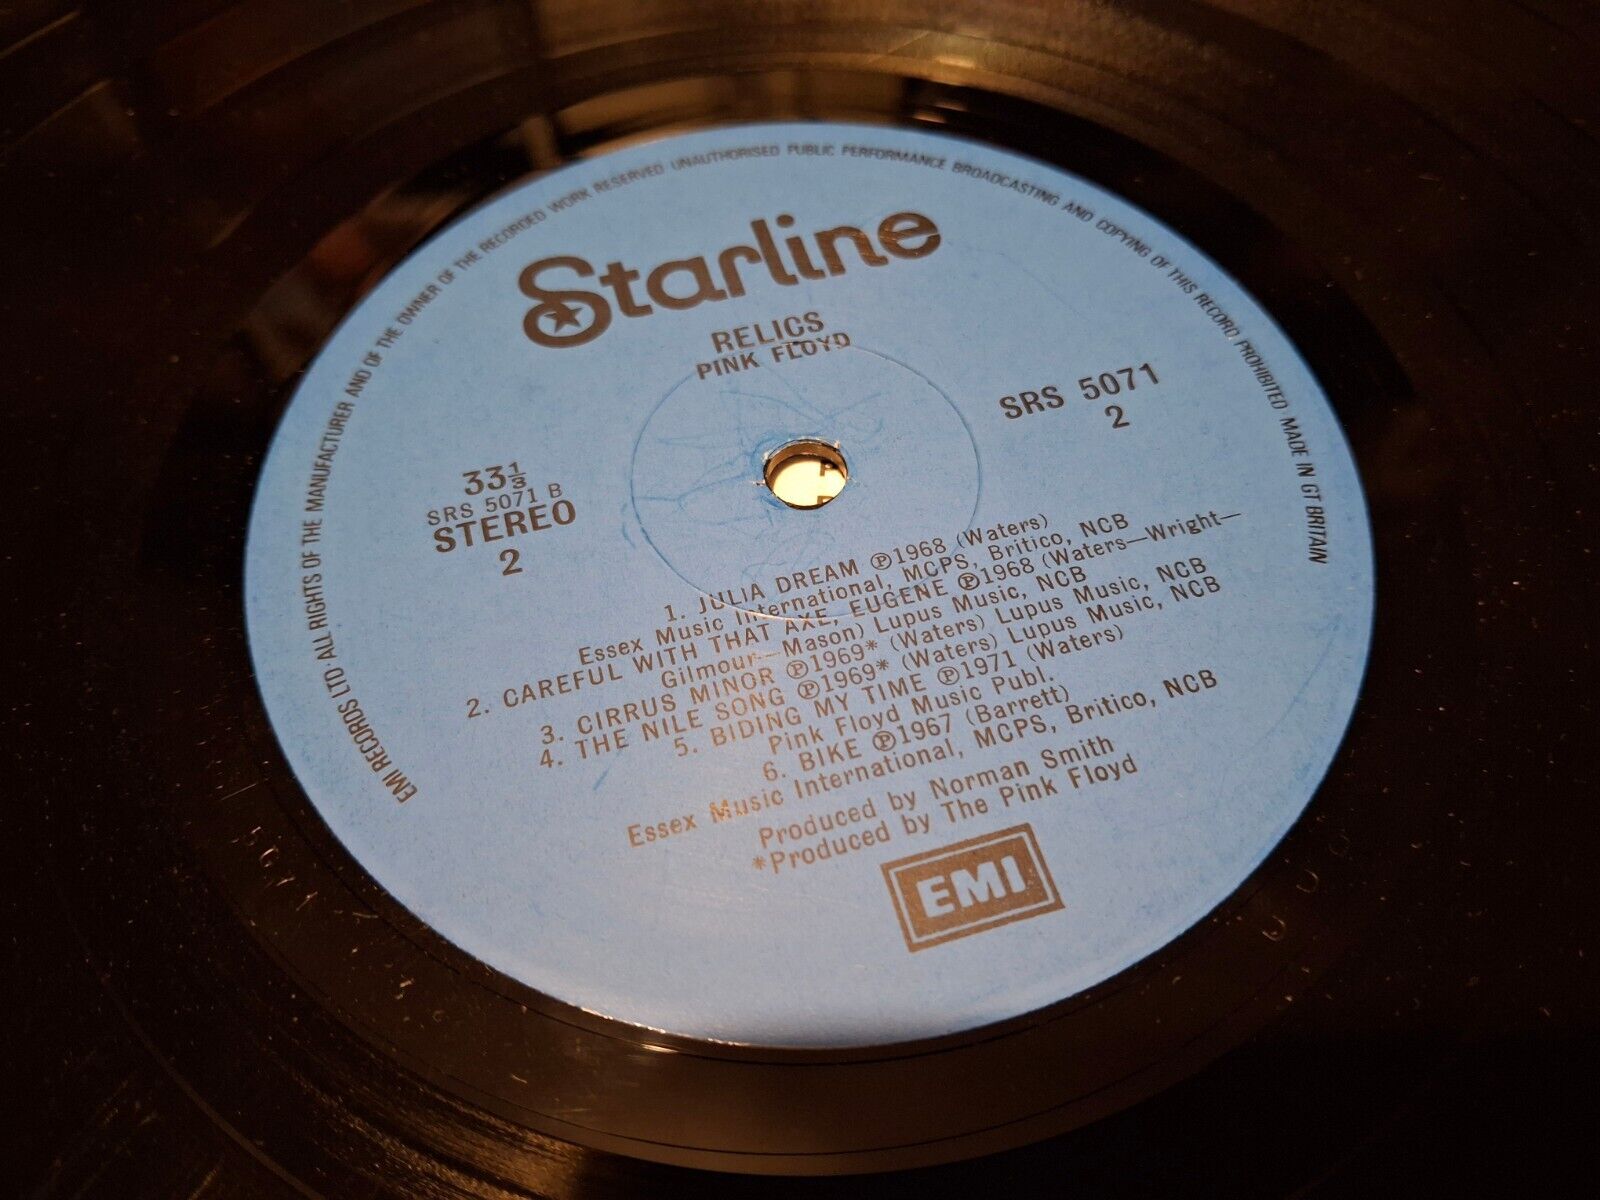 EMI RECORDS LTD · ALL RIGHTS OF THE MANUFACTURER AND OF THE OWNER OF THE RECORDED WORK RESERVED UNAUTHORISED PUBLIC PERFORMANCE BROADCASTING AND COPYING OF THIS RECORD PROHIBITED MADE IN GT BRITAIN
Starline
RELICS
PINK FLOYD
SRS 5071
2
33⅓
SRS 5071 B
STEREO
2
1. JULIA DREAM ℗1968 (Waters)
Essex Music International, MCPS, Britico, NCB
2. CAREFUL WITH THAT AXE, EUGENE ℗1968 (Waters—Wright—
Gilmour—Mason) Lupus Music, NCB
3. CIRRUS MINOR ℗1969* (Waters) Lupus Music, NCB
4. THE NILE SONG ℗1969* (Waters) Lupus Music, NCB
5. BIDING MY TIME ℗1971 (Waters)
Pink Floyd Music Publ.
6. BIKE ℗1967 (Barrett)
Essex Music International, MCPS, Britico, NCB
Produced by Norman Smith
*Produced by The Pink Floyd
EMI